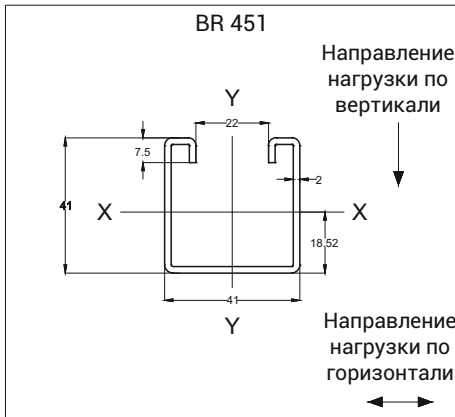 BR 451
Направление
нагрузки по
вертикали
Y
22
7.5
2
41
X
X
18,52
41
Y
Направление
нагрузки по
горизонтали